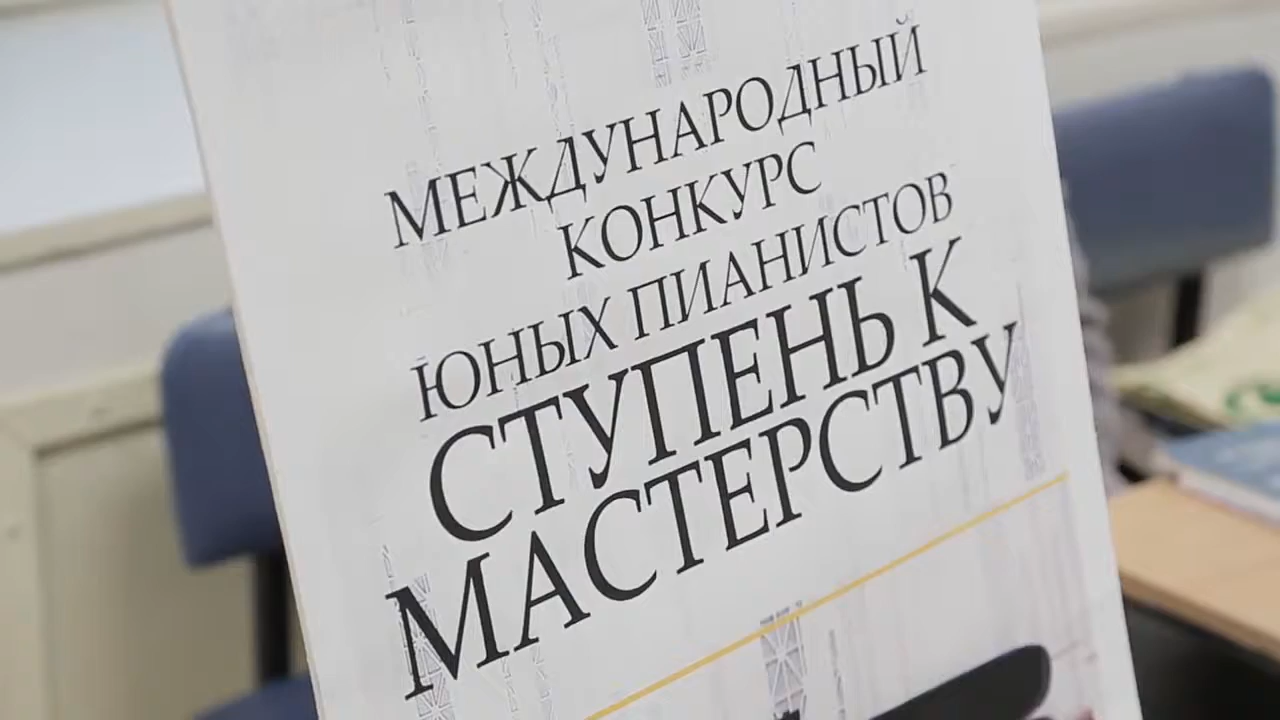 МЕЖДУНАРОДНЫЙ
КОНКУРС
ЮНЫХ ПИАНИСТОВ
СТУПЕНЬ К
МАСТЕРСТВУ